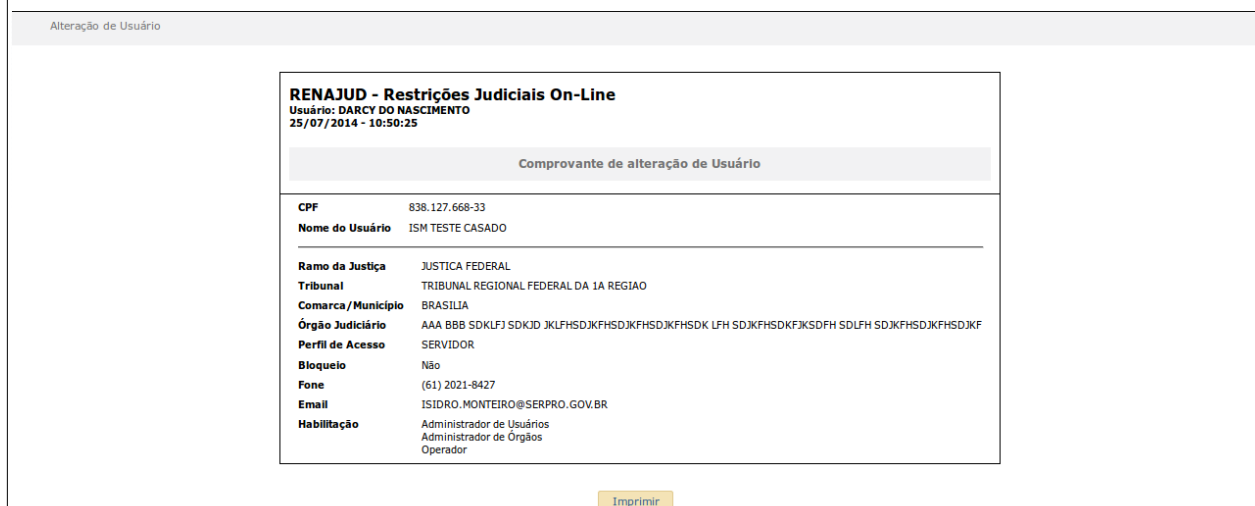 Alteração de Usuário
RENAJUD - Restrições Judiciais On-Line
Usuário: DARCY DO NASCIMENTO
25/07/2014 - 10:50:25
Comprovante de alteração de Usuário
CPF 838.127.668-33
Nome do Usuário ISM TESTE CASADO
Ramo da Justiça JUSTICA FEDERAL
Tribunal TRIBUNAL REGIONAL FEDERAL DA 1A REGIAO
Comarca/Município BRASILIA
Órgão Judiciário AAA BBB SDKLFJ SDKJD JKLFHSDJKFHSDJKFHSDJKFHSDK LFH SDJKFHSDKFJKSDFH SDLFH SDJKFHSDJKFHSDJKF
Perfil de Acesso SERVIDOR
Bloqueio Não
Fone (61) 2021-8427
Email ISIDRO.MONTEIRO@SERPRO.GOV.BR
Habilitação Administrador de Usuários
Administrador de Órgãos
Operador
Imprimir